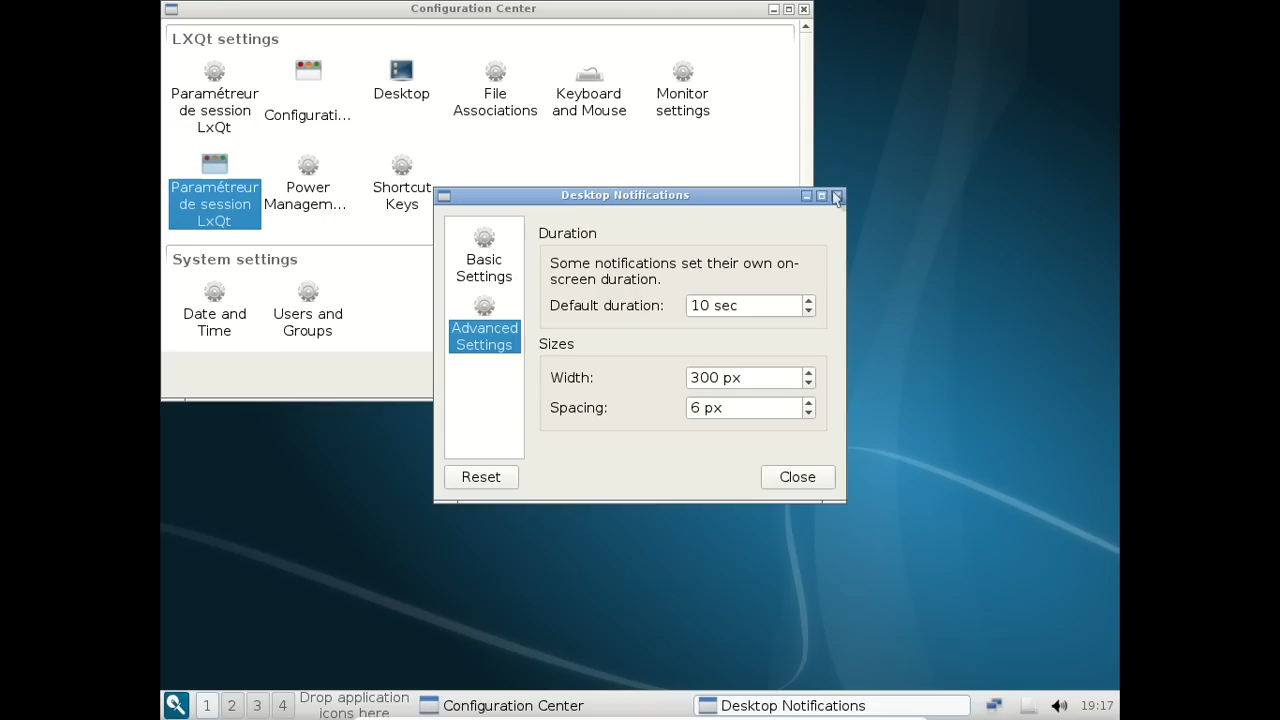 Configuration Center
LXQt settings
Paramétreur
de session
LxQt
Configurati...
Desktop
File
Associations
Keyboard
and Mouse
Monitor
settings
Paramétreur
de session
LxQt
Power
Managem...
Shortcut
Keys
System settings
Date and
Time
Users and
Groups
Desktop Notifications
Basic
Settings
Advanced
Settings
Duration
Some notifications set their own on-
screen duration.
Default duration: 10 sec
Sizes
Width: 300 px
Spacing: 6 px
Reset
Close
1 2 3 4
Drop application
icons here
Configuration Center
Desktop Notifications
19:17